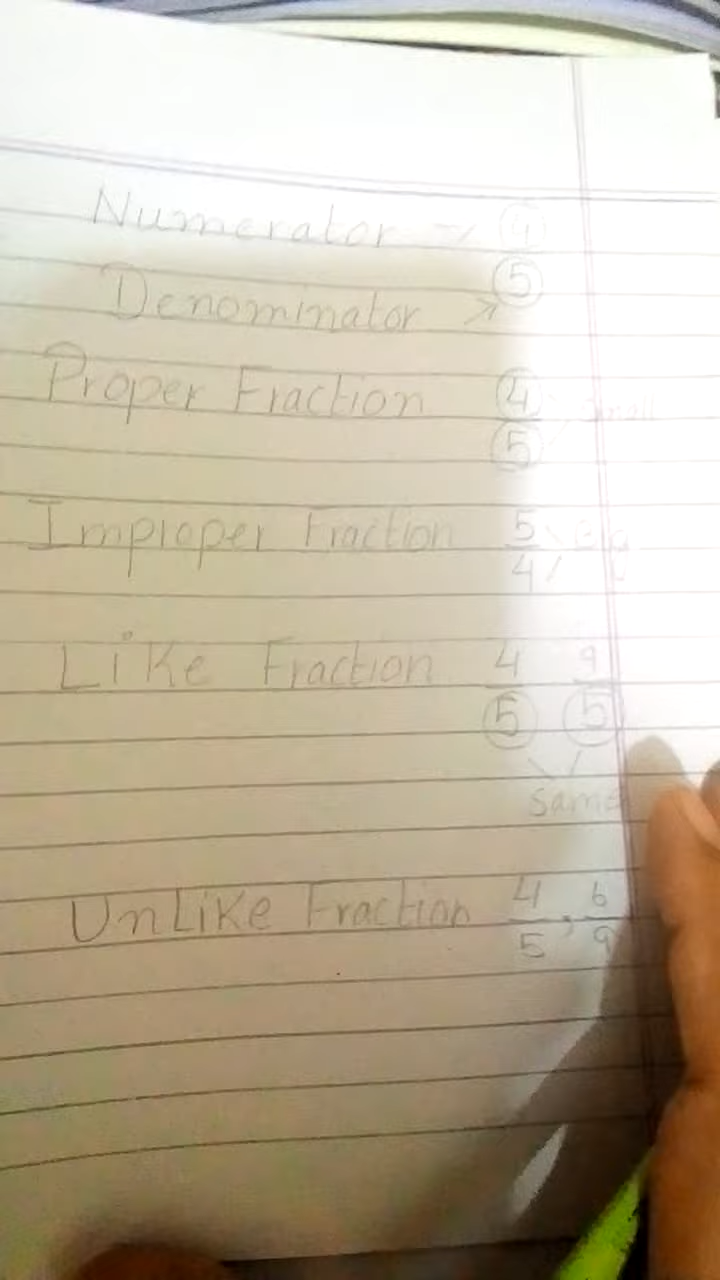 Numerator → 4
5
Denominator →
Proper Fraction 4 small
5
Improper Fraction 5
4
Like Fraction 4 9
5 5
Same
UnLike Fraction 4 , 6
5 9